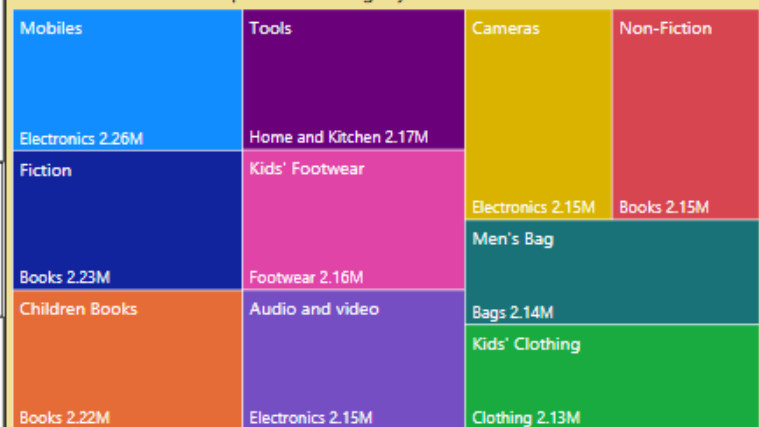 Mobiles
Electronics 2.26M
Fiction
Books 2.23M
Children Books
Books 2.22M
Tools
Home and Kitchen 2.17M
Kids' Footwear
Footwear 2.16M
Audio and video
Electronics 2.15M
Cameras
Electronics 2.15M
Non-Fiction
Books 2.15M
Men's Bag
Bags 2.14M
Kids' Clothing
Clothing 2.13M